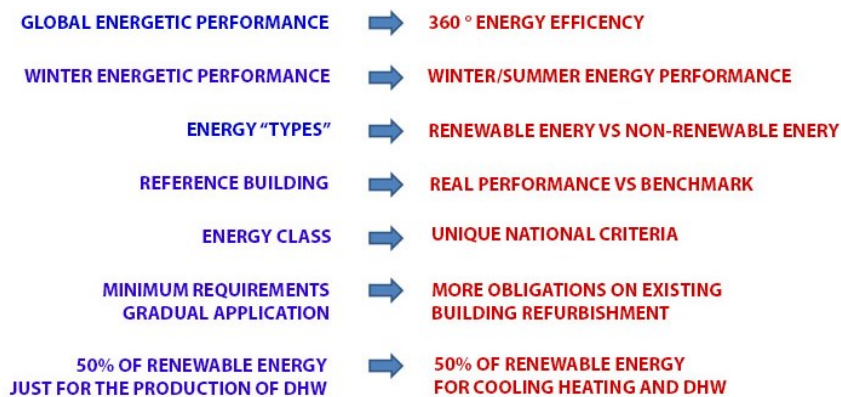 GLOBAL ENERGETIC PERFORMANCE
360 ° ENERGY EFFICENCY
WINTER ENERGETIC PERFORMANCE
WINTER/SUMMER ENERGY PERFORMANCE
ENERGY “TYPES”
RENEWABLE ENERY VS NON-RENEWABLE ENERY
REFERENCE BUILDING
REAL PERFORMANCE VS BENCHMARK
ENERGY CLASS
UNIQUE NATIONAL CRITERIA
MINIMUM REQUIREMENTS
GRADUAL APPLICATION
MORE OBLIGATIONS ON EXISTING
BUILDING REFURBISHMENT
50% OF RENEWABLE ENERGY
JUST FOR THE PRODUCTION OF DHW
50% OF RENEWABLE ENERGY
FOR COOLING HEATING AND DHW